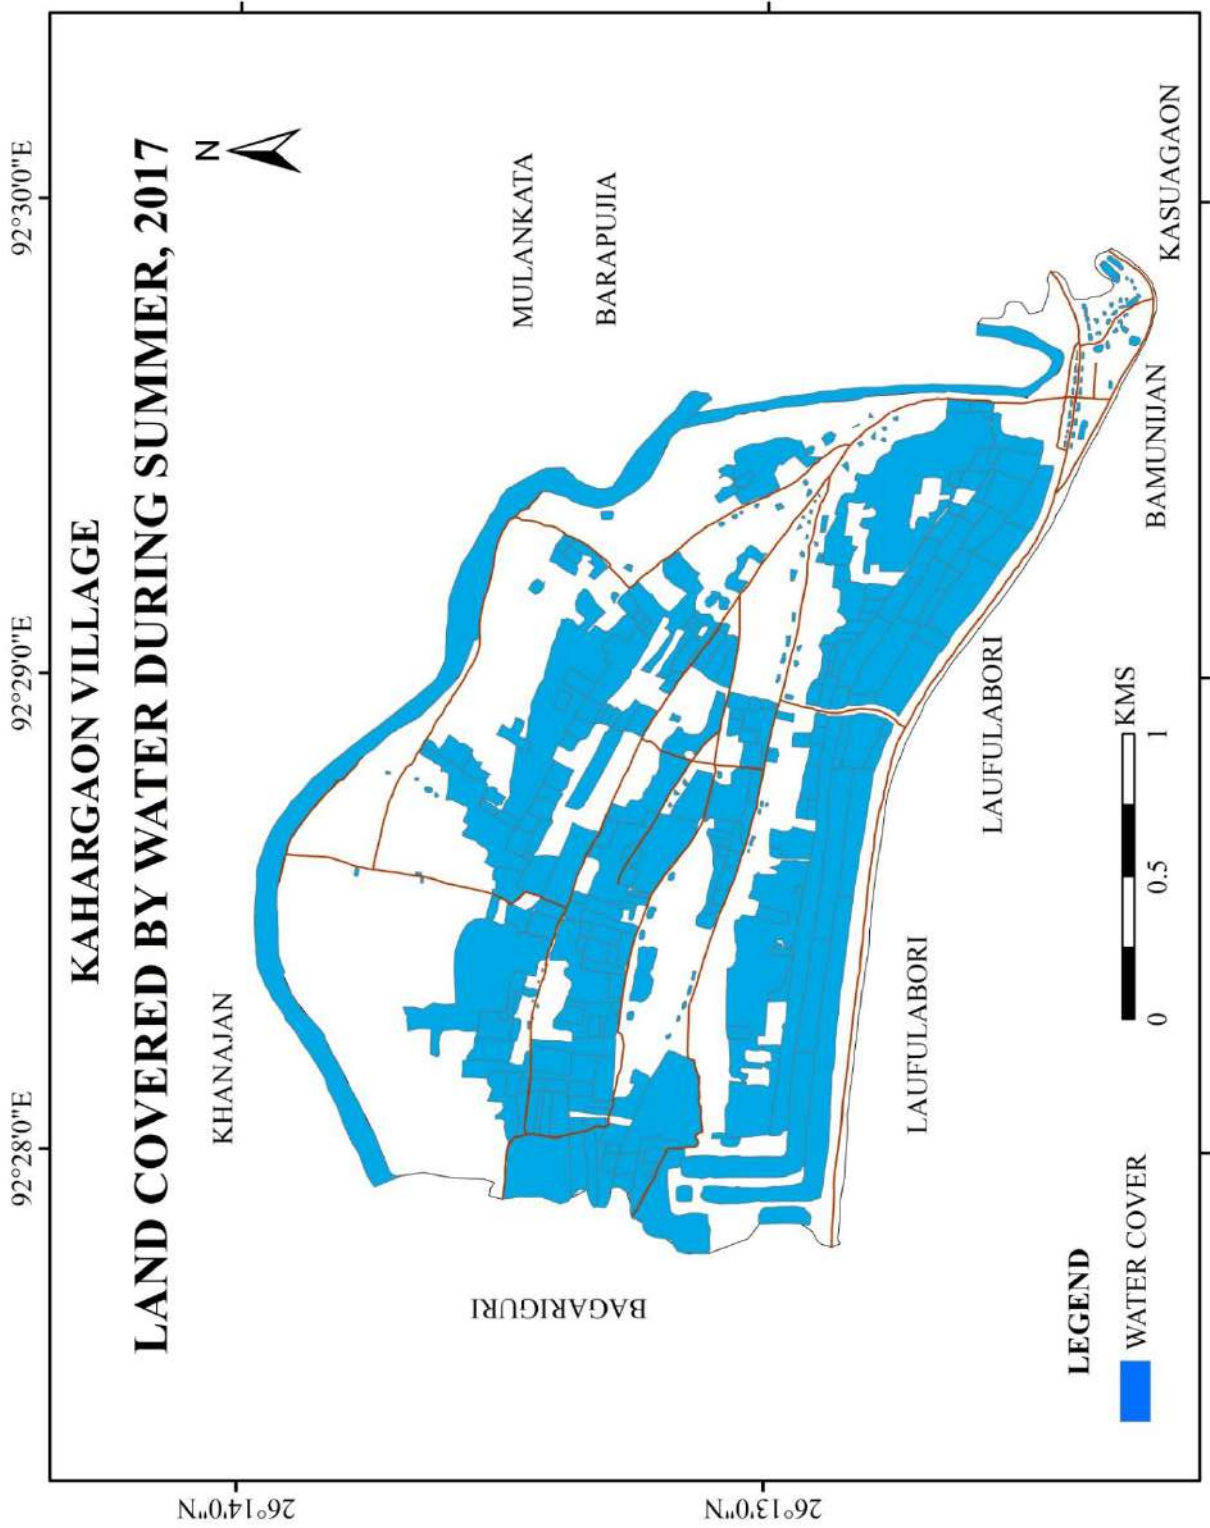 KAHARGAON VILLAGE
LAND COVERED BY WATER DURING SUMMER, 2017
92°28'0"E
92°29'0"E
92°30'0"E
N
26°14'0"N
26°13'0"N
KHANAJAN
MULANKATA
BARAPUJIA
BAGARIGURI
LAUFULABORI
LAUFULABORI
BAMUNIJAN
KASUAGAON
LEGEND
WATER COVER
0 0.5 1
KMS